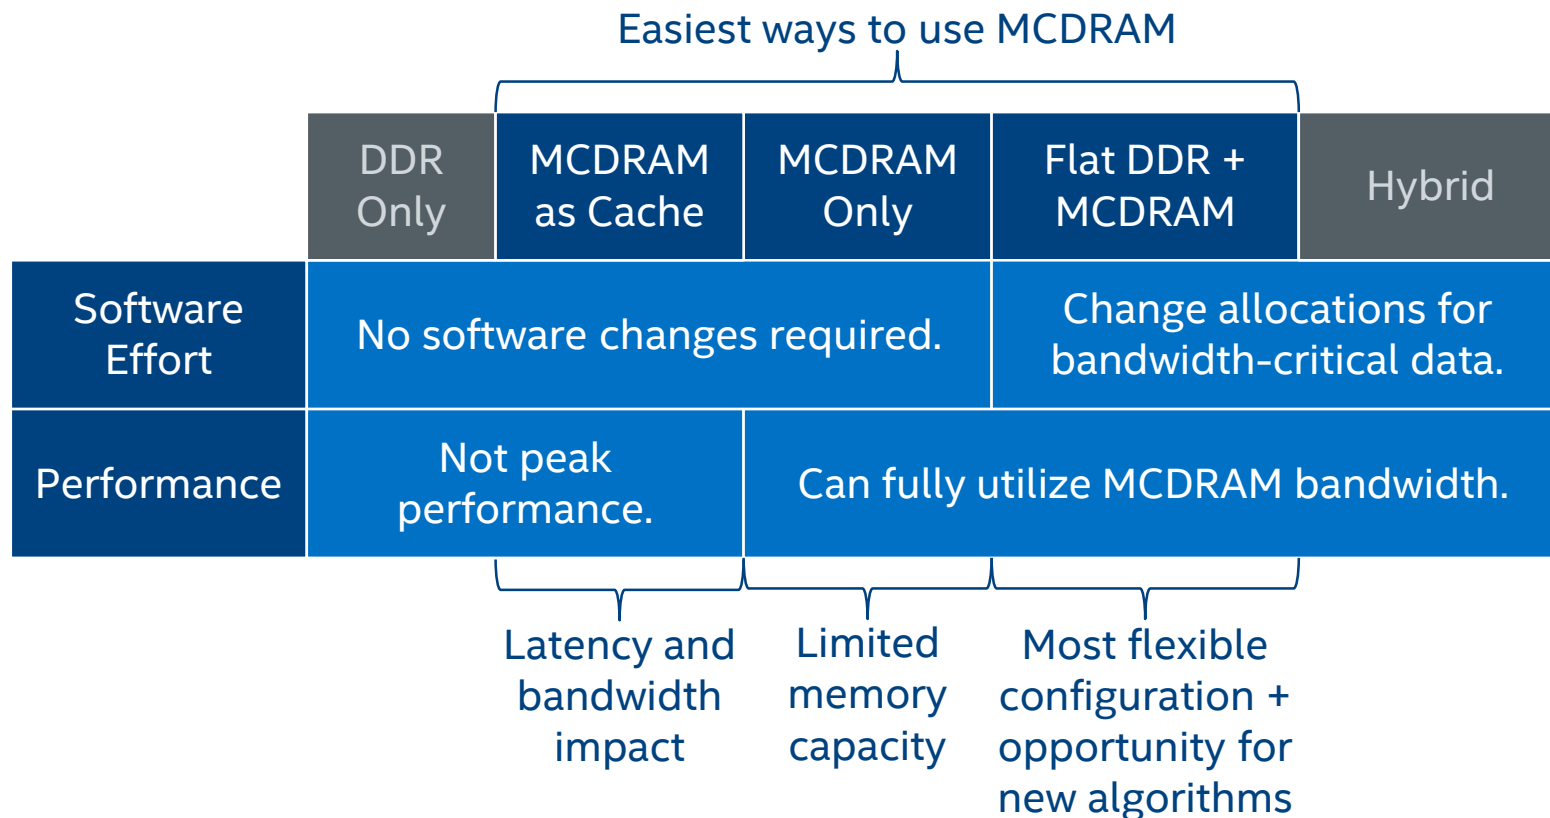 Easiest ways to use MCDRAM
DDR
Only
MCDRAM
as Cache
MCDRAM
Only
Flat DDR +
MCDRAM
Hybrid
Software
Effort
No software changes required.
Change allocations for
bandwidth-critical data.
Performance
Not peak
performance.
Can fully utilize MCDRAM bandwidth.
Latency and
bandwidth
impact
Limited
memory
capacity
Most flexible
configuration +
opportunity for
new algorithms